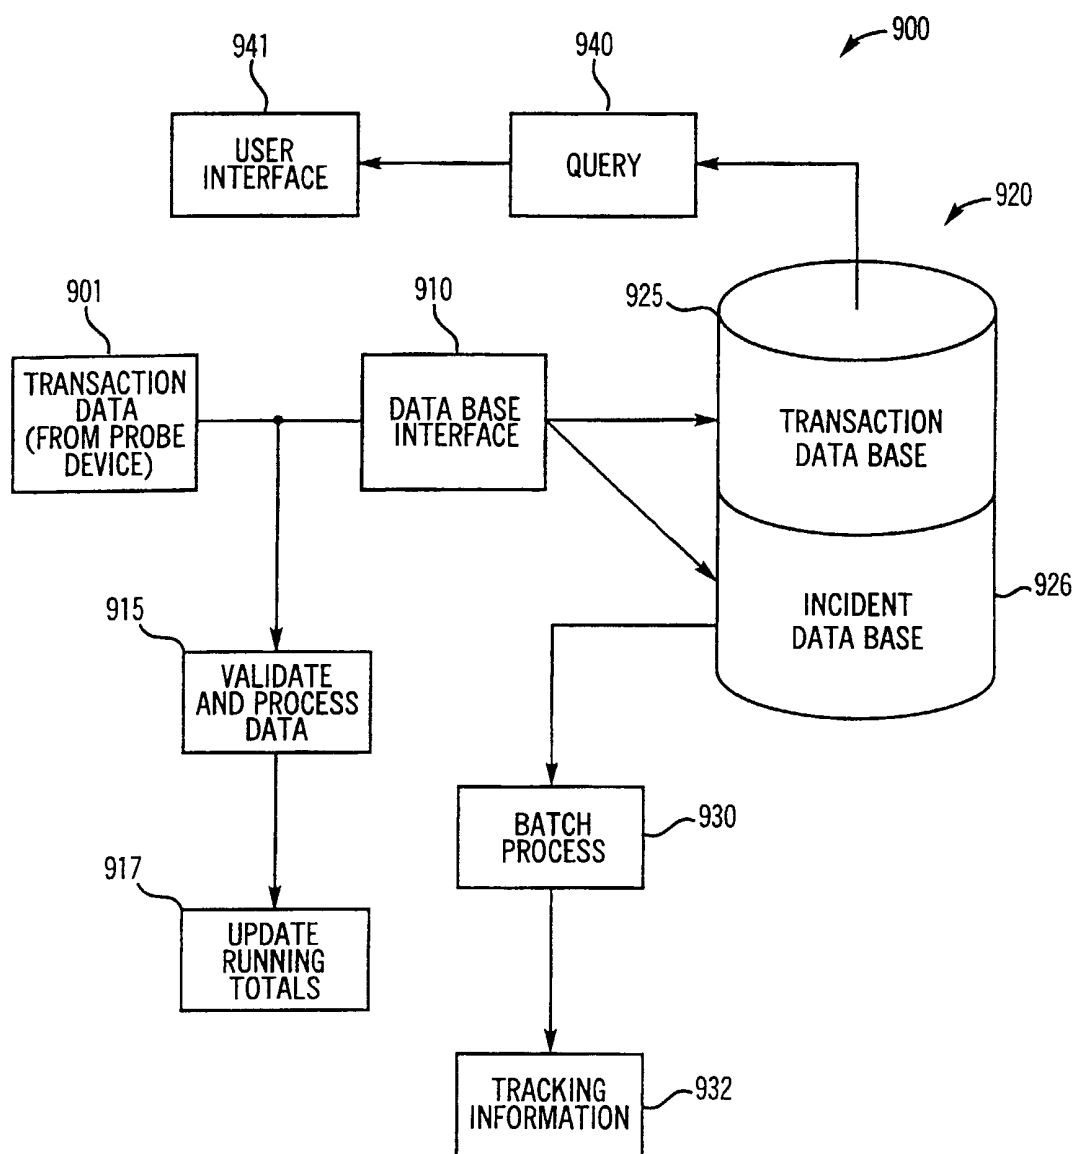 900
941
940
USER
INTERFACE
QUERY
920
901
910
925
TRANSACTION
DATA
(FROM PROBE
DEVICE)
DATA BASE
INTERFACE
TRANSACTION
DATA BASE
926
INCIDENT
DATA BASE
915
VALIDATE
AND PROCESS
DATA
BATCH
PROCESS
930
917
UPDATE
RUNNING
TOTALS
TRACKING
INFORMATION
932